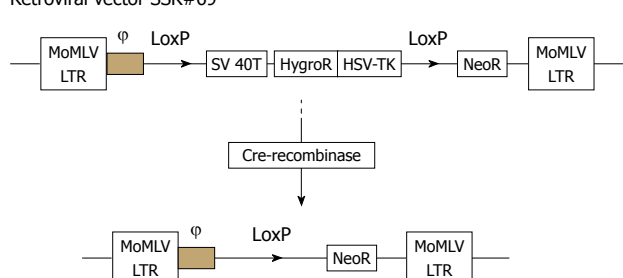 Retroviral vector SSR#69
φ LoxP LoxP
MoMLV LTR SV 40T HygroR HSV-TK NeoR MoMLV LTR
Cre-recombinase
φ LoxP
MoMLV LTR NeoR MoMLV LTR